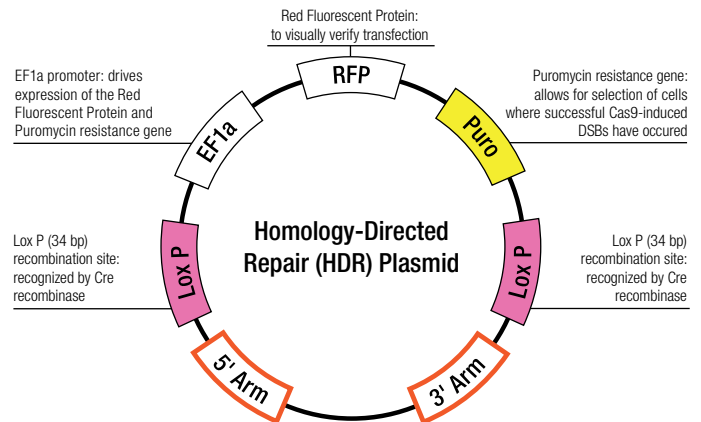 Red Fluorescent Protein:
to visually verify transfection
RFP
EF1a promoter: drives
expression of the Red
Fluorescent Protein and
Puromycin resistance gene
Puromycin resistance gene:
allows for selection of cells
where successful Cas9-induced
DSBs have occured
EF1a
Puro
Homology-Directed
Repair (HDR) Plasmid
Lox P (34 bp)
recombination site:
recognized by Cre
recombinase
Lox P
Lox P
Lox P (34 bp)
recombination site:
recognized by Cre
recombinase
5' Arm
3' Arm